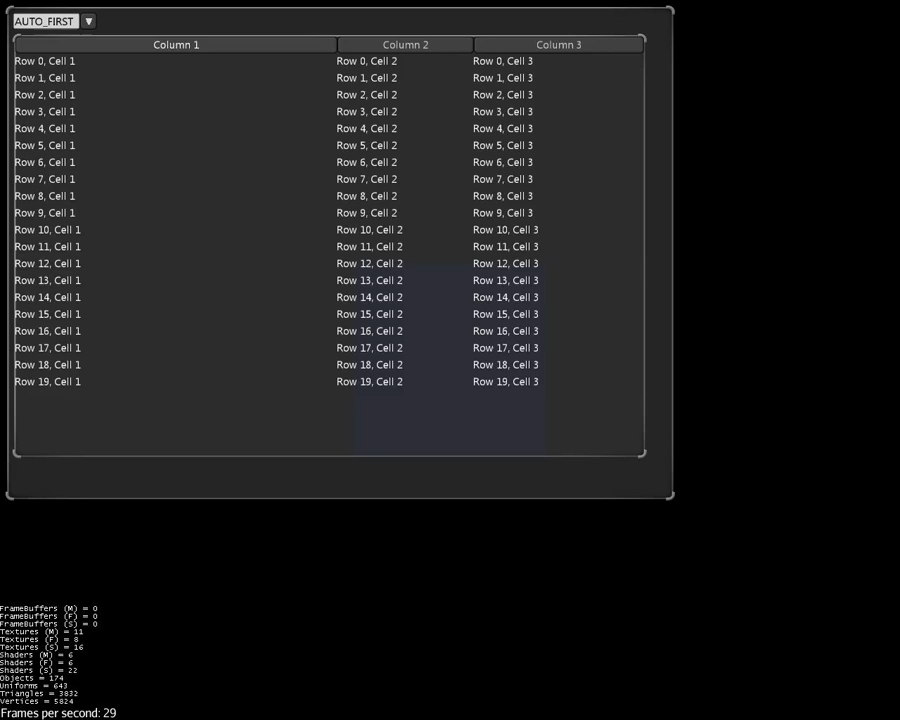 AUTO_FIRST
Column 1 Column 2 Column 3
Row 0, Cell 1 Row 0, Cell 2 Row 0, Cell 3
Row 1, Cell 1 Row 1, Cell 2 Row 1, Cell 3
Row 2, Cell 1 Row 2, Cell 2 Row 2, Cell 3
Row 3, Cell 1 Row 3, Cell 2 Row 3, Cell 3
Row 4, Cell 1 Row 4, Cell 2 Row 4, Cell 3
Row 5, Cell 1 Row 5, Cell 2 Row 5, Cell 3
Row 6, Cell 1 Row 6, Cell 2 Row 6, Cell 3
Row 7, Cell 1 Row 7, Cell 2 Row 7, Cell 3
Row 8, Cell 1 Row 8, Cell 2 Row 8, Cell 3
Row 9, Cell 1 Row 9, Cell 2 Row 9, Cell 3
Row 10, Cell 1 Row 10, Cell 2 Row 10, Cell 3
Row 11, Cell 1 Row 11, Cell 2 Row 11, Cell 3
Row 12, Cell 1 Row 12, Cell 2 Row 12, Cell 3
Row 13, Cell 1 Row 13, Cell 2 Row 13, Cell 3
Row 14, Cell 1 Row 14, Cell 2 Row 14, Cell 3
Row 15, Cell 1 Row 15, Cell 2 Row 15, Cell 3
Row 16, Cell 1 Row 16, Cell 2 Row 16, Cell 3
Row 17, Cell 1 Row 17, Cell 2 Row 17, Cell 3
Row 18, Cell 1 Row 18, Cell 2 Row 18, Cell 3
Row 19, Cell 1 Row 19, Cell 2 Row 19, Cell 3
FrameBuffers (M) = 0
FrameBuffers (F) = 0
FrameBuffers (S) = 0
Textures (M) = 11
Textures (F) = 8
Textures (S) = 16
Shaders (M) = 6
Shaders (F) = 6
Shaders (S) = 22
Objects = 174
Uniforms = 643
Triangles = 3832
Vertices = 5824
Frames per second: 29